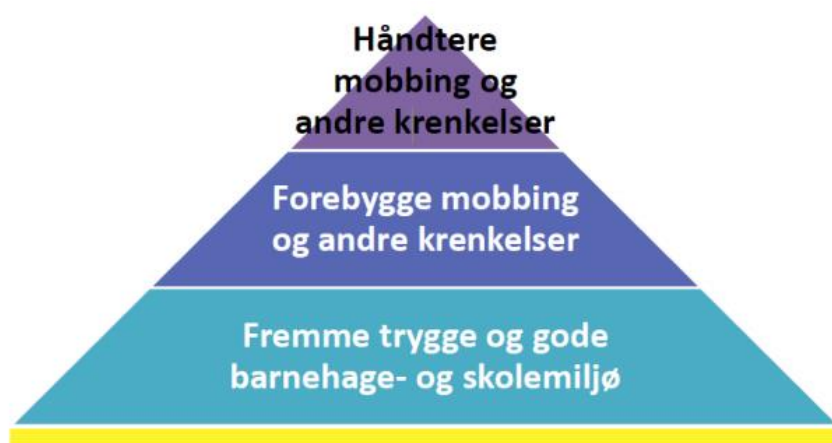 Håndtere
mobbing og
andre krenkelser
Forebygge mobbing
og andre krenkelser
Fremme trygge og gode
barnehage- og skolemiljø